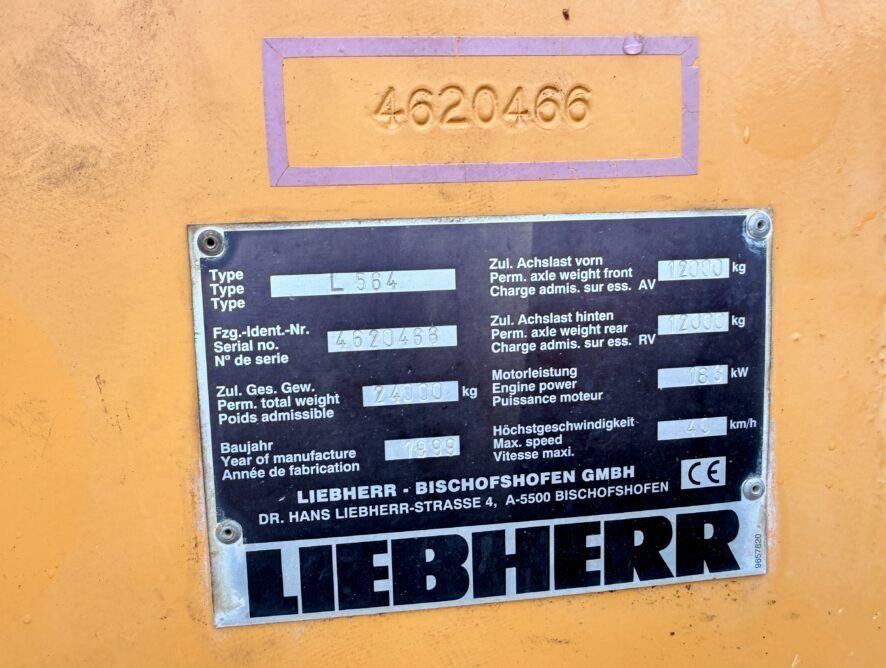 4620466
Type
Type L 564
Type
Fzg.-Ident.-Nr.
Serial no. 4620466
N° de serie
Zul. Ges. Gew.
Perm. total weight 24000 kg
Poids admissible
Baujahr
Year of manufacture 1999
Année de fabrication
Zul. Achslast vorn
Perm. axle weight front 12000 kg
Charge admis. sur ess. AV
Zul. Achslast hinten
Perm. axle weight rear 12000 kg
Charge admis. sur ess. RV
Motorleistung
Engine power 183 kW
Puissance moteur
Höchstgeschwindigkeit
Max. speed 40 km/h
Vitesse maxi.
LIEBHERR - BISCHOFSHOFEN GMBH
DR. HANS LIEBHERR-STRASSE 4, A-5500 BISCHOFSHOFEN
CE
LIEBHERR
9657820